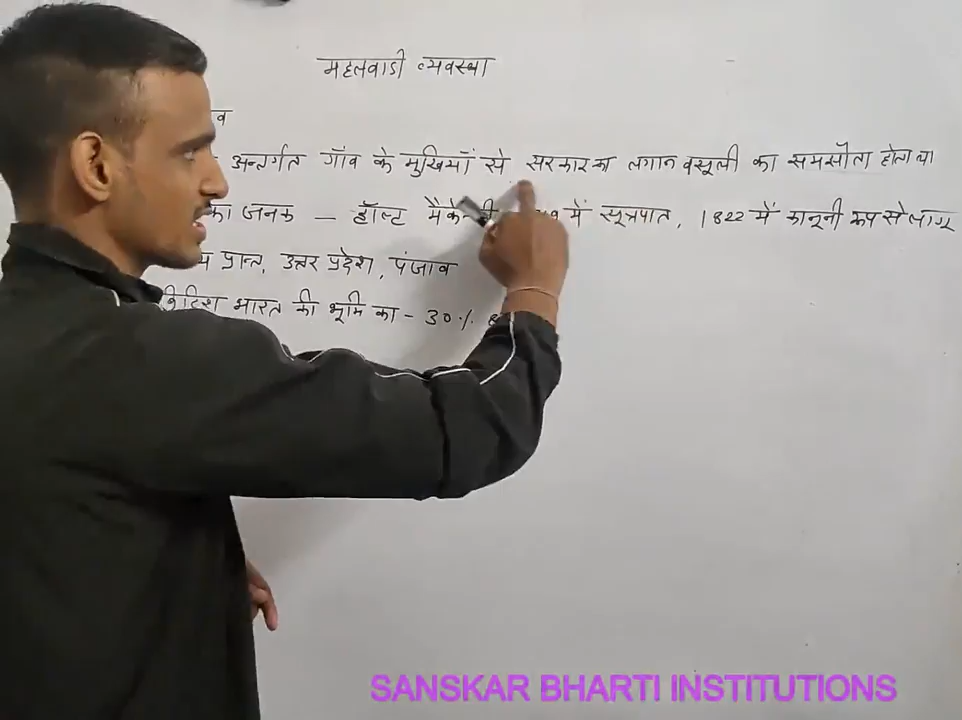 महलवाडी व्यवस्था
व
अन्तर्गत गाँव के मुखियाँ से सरकार का लगान वसूली का समझौता होता था
का जनक – हॉल्ट में सूत्रपात, 1822 में कानूनी रूप से लागू
प्रान्त, उत्तर प्रदेश, पंजाव
ब्रिटिश भारत की भूमि का – 30%
SANSKAR BHARTI INSTITUTIONS